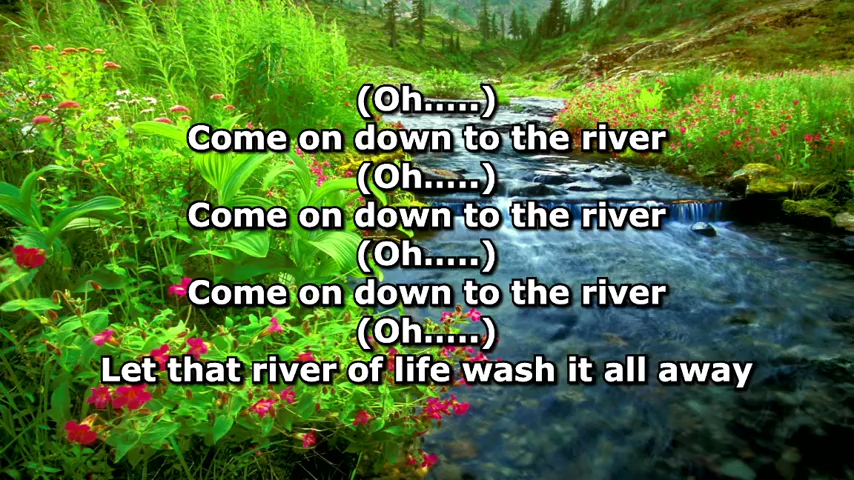 (Oh.....)
Come on down to the river
(Oh.....)
Come on down to the river
(Oh.....)
Come on down to the river
(Oh.....)
Let that river of life wash it all away